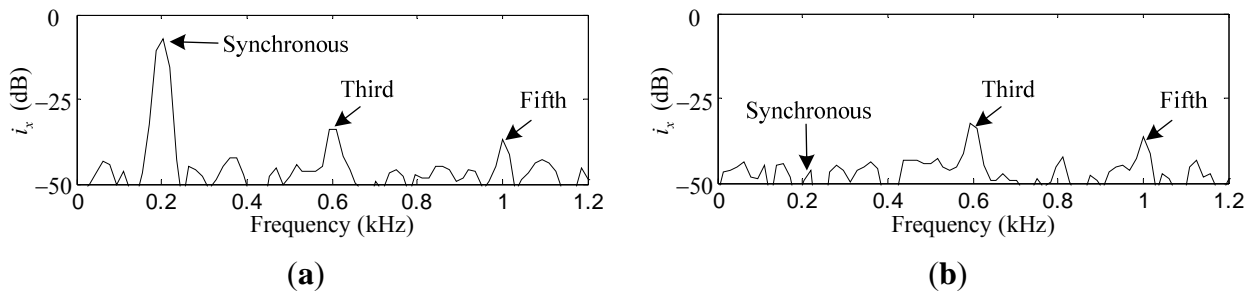 0
−25
−50
i_x (dB)
Synchronous
Third
Fifth
0 0.2 0.4 0.6 0.8 1 1.2
Frequency (kHz)
(a)
0
−25
−50
i_x (dB)
Synchronous
Third
Fifth
0 0.2 0.4 0.6 0.8 1 1.2
Frequency (kHz)
(b)